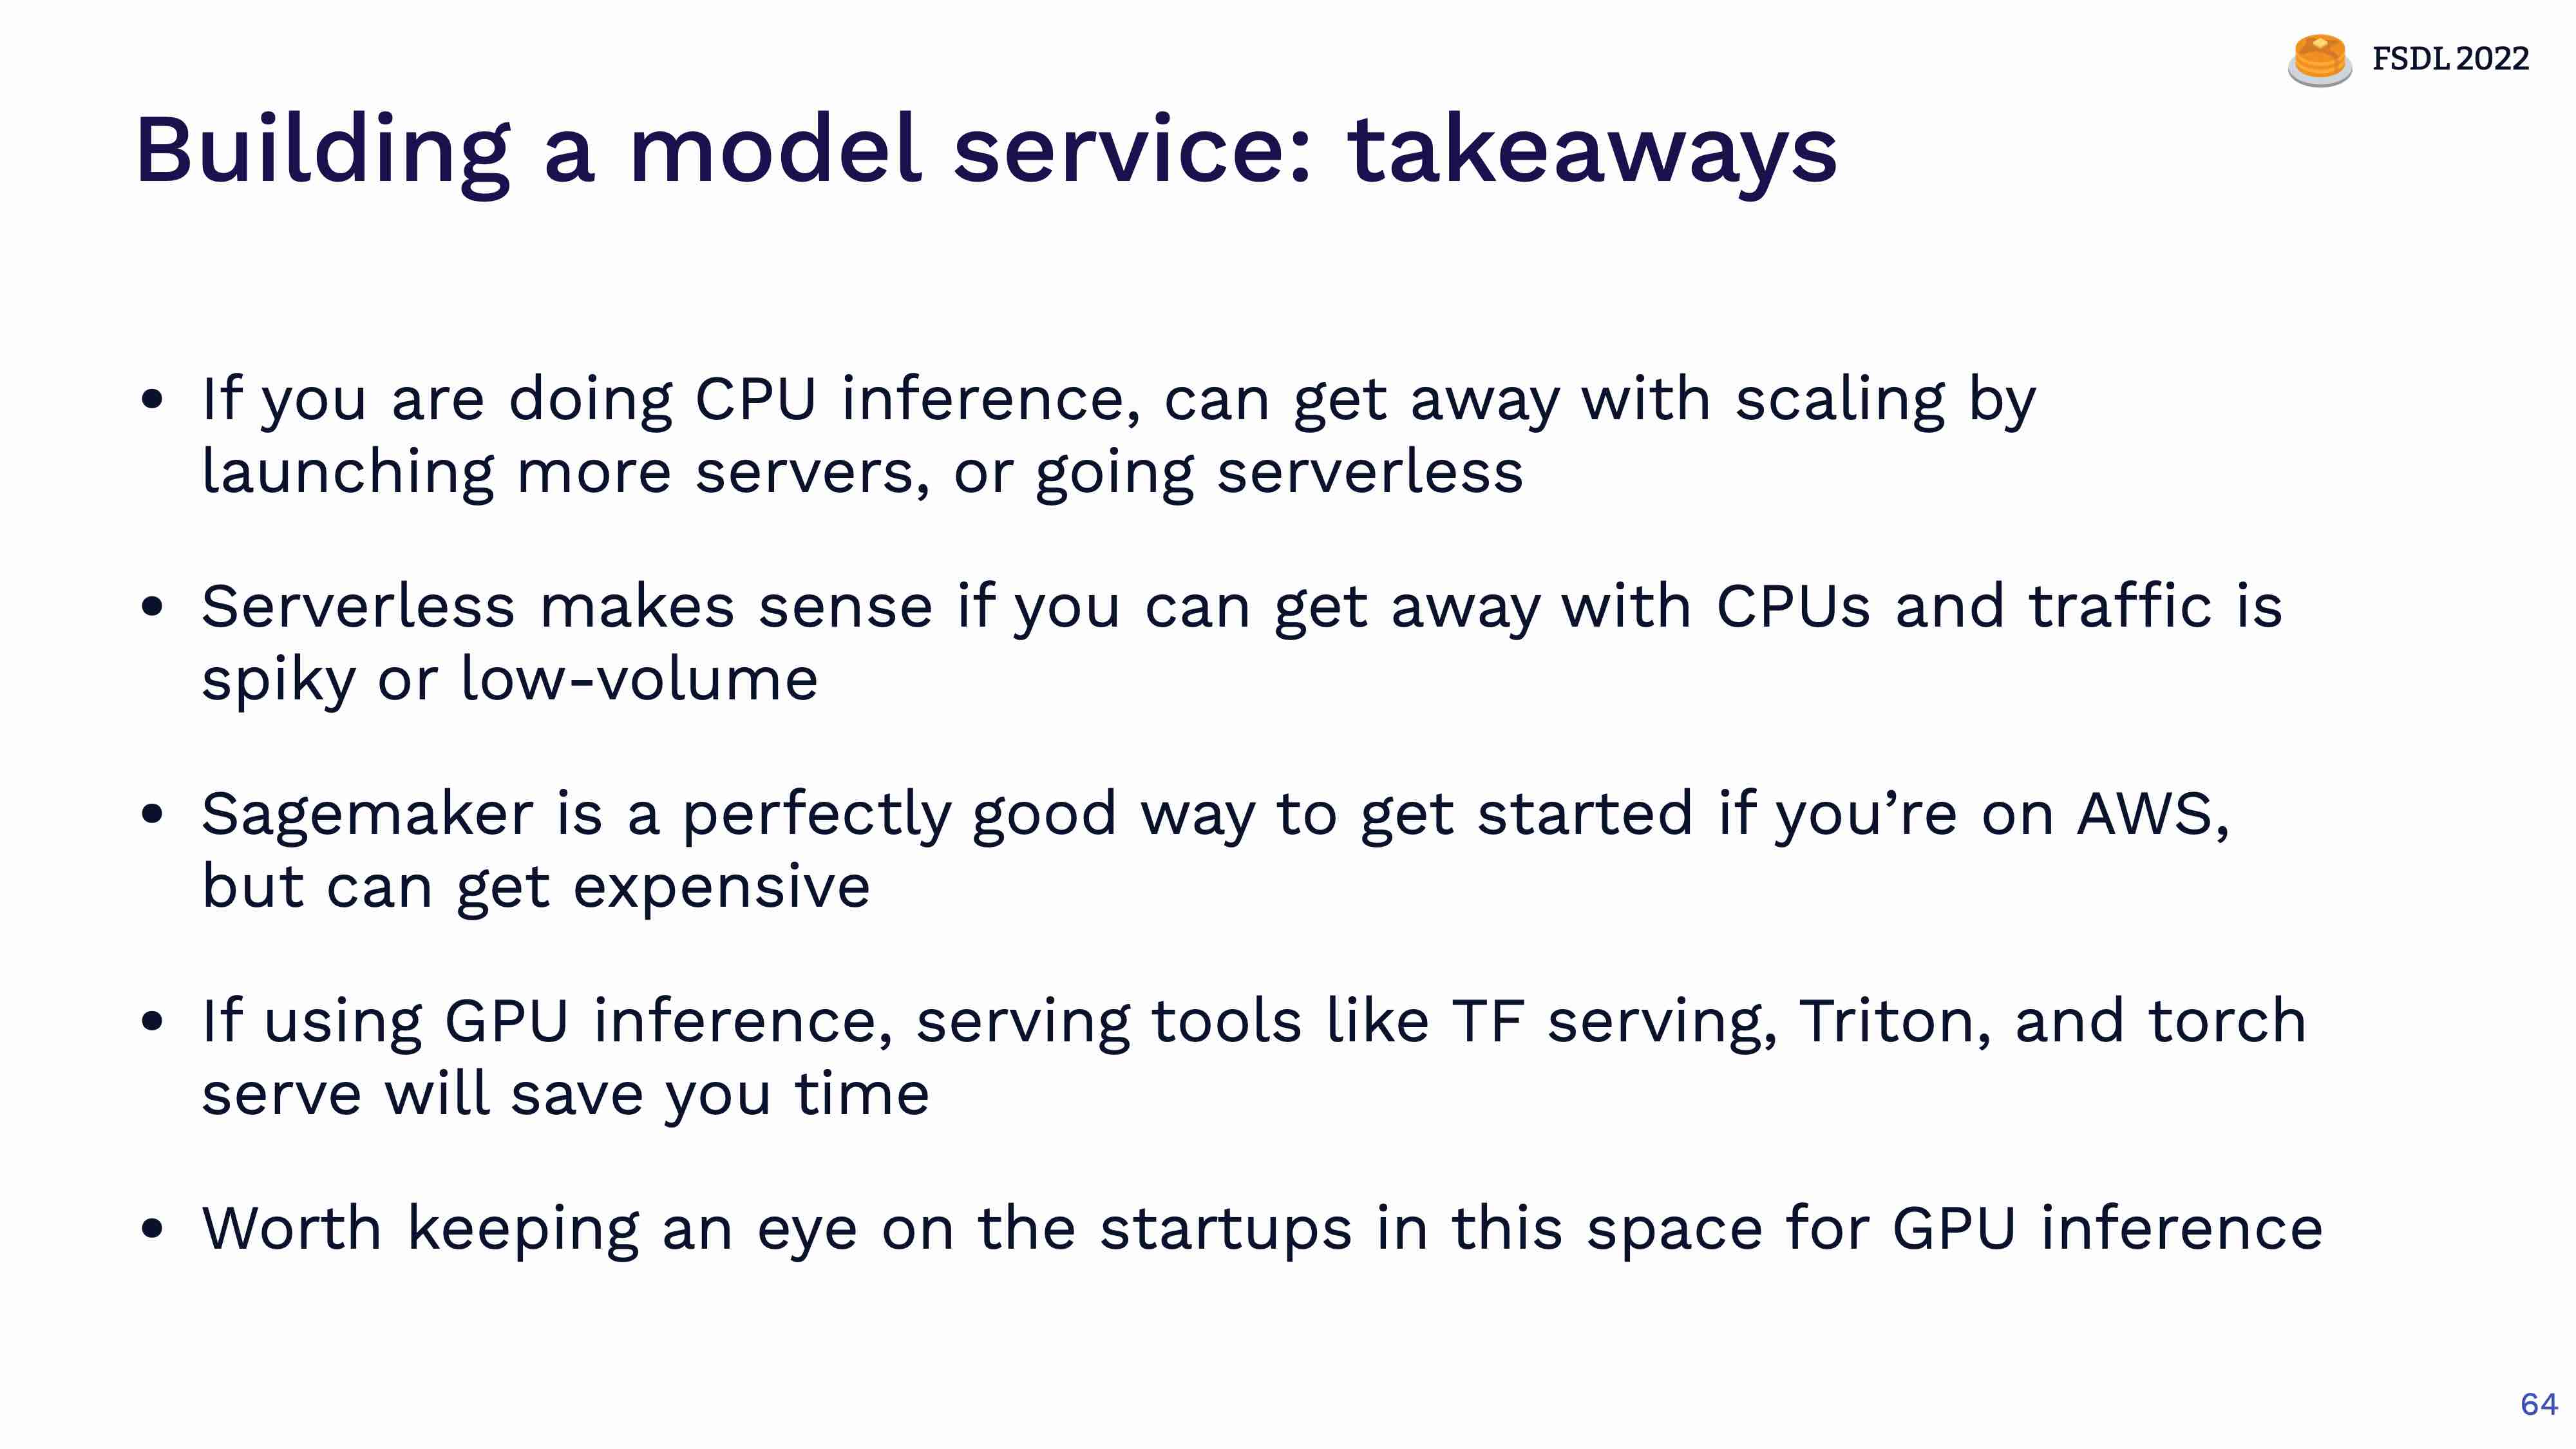 FSDL 2022
Building a model service: takeaways
• If you are doing CPU inference, can get away with scaling by
launching more servers, or going serverless
• Serverless makes sense if you can get away with CPUs and traffic is
spiky or low-volume
• Sagemaker is a perfectly good way to get started if you’re on AWS,
but can get expensive
• If using GPU inference, serving tools like TF serving, Triton, and torch
serve will save you time
• Worth keeping an eye on the startups in this space for GPU inference
64